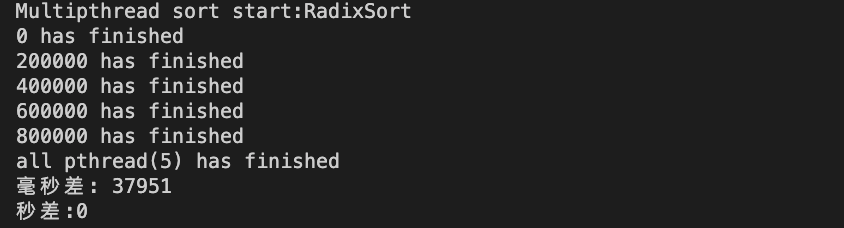 Multipthread sort start:RadixSort
0 has finished
200000 has finished
400000 has finished
600000 has finished
800000 has finished
all pthread(5) has finished
毫秒差: 37951
秒差:0